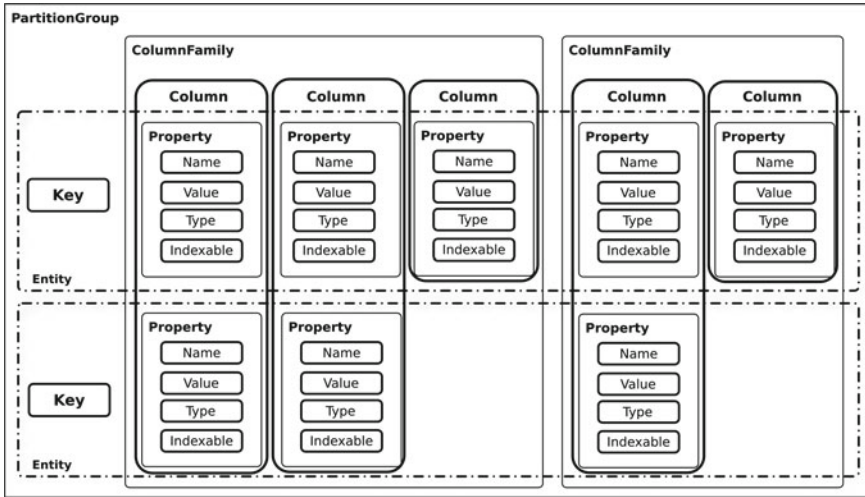 PartitionGroup
ColumnFamily ColumnFamily
Column Column Column Column Column
Property Property Property Property Property
Name Name Name Name Name
Key Value Value Value Value Value
Type Type Type Type Type
Indexable Indexable Indexable Indexable Indexable
Entity
Property Property Property
Name Name Name
Key Value Value Value
Type Type Type
Indexable Indexable Indexable
Entity